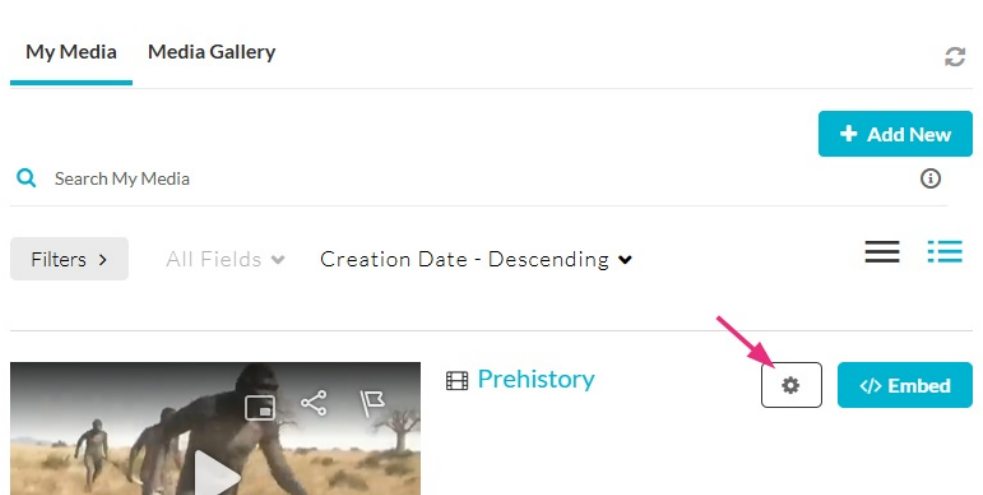 My Media Media Gallery
+ Add New
Search My Media
Filters > All Fields Creation Date - Descending
Prehistory </> Embed